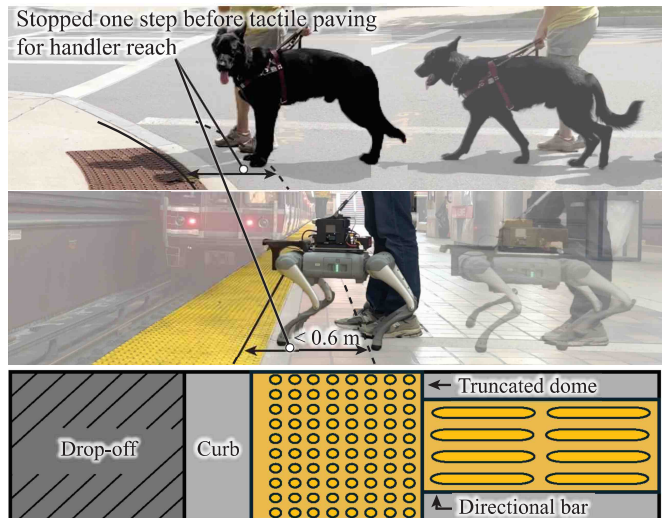 Stopped one step before tactile paving
for handler reach
< 0.6 m
Truncated dome
Drop-off
Curb
Directional bar